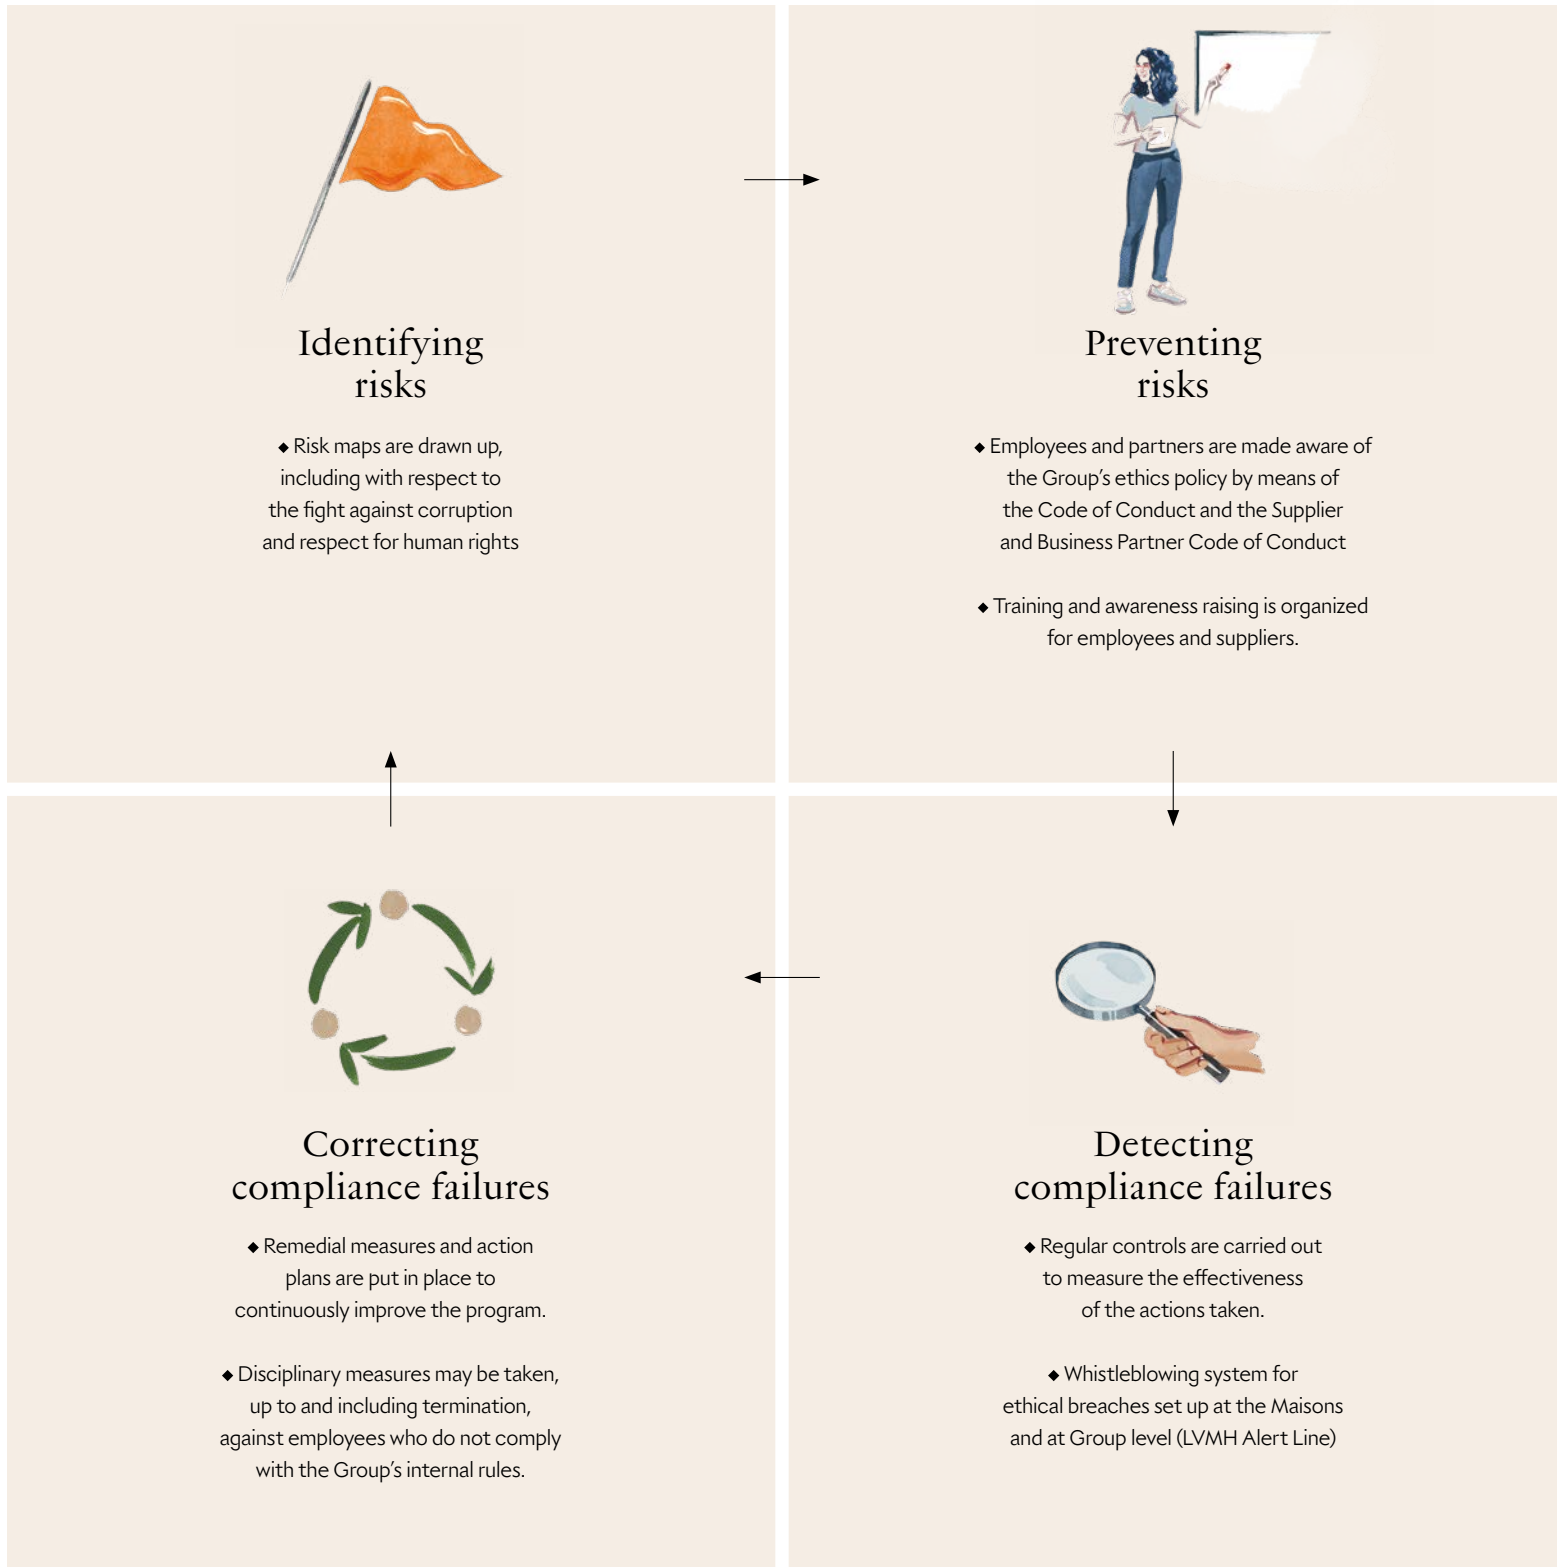 Identifying
risks
◆ Risk maps are drawn up,
including with respect to
the fight against corruption
and respect for human rights
Preventing
risks
◆ Employees and partners are made aware of
the Group’s ethics policy by means of
the Code of Conduct and the Supplier
and Business Partner Code of Conduct
◆ Training and awareness raising is organized
for employees and suppliers.
Correcting
compliance failures
◆ Remedial measures and action
plans are put in place to
continuously improve the program.
◆ Disciplinary measures may be taken,
up to and including termination,
against employees who do not comply
with the Group’s internal rules.
Detecting
compliance failures
◆ Regular controls are carried out
to measure the effectiveness
of the actions taken.
◆ Whistleblowing system for
ethical breaches set up at the Maisons
and at Group level (LVMH Alert Line)